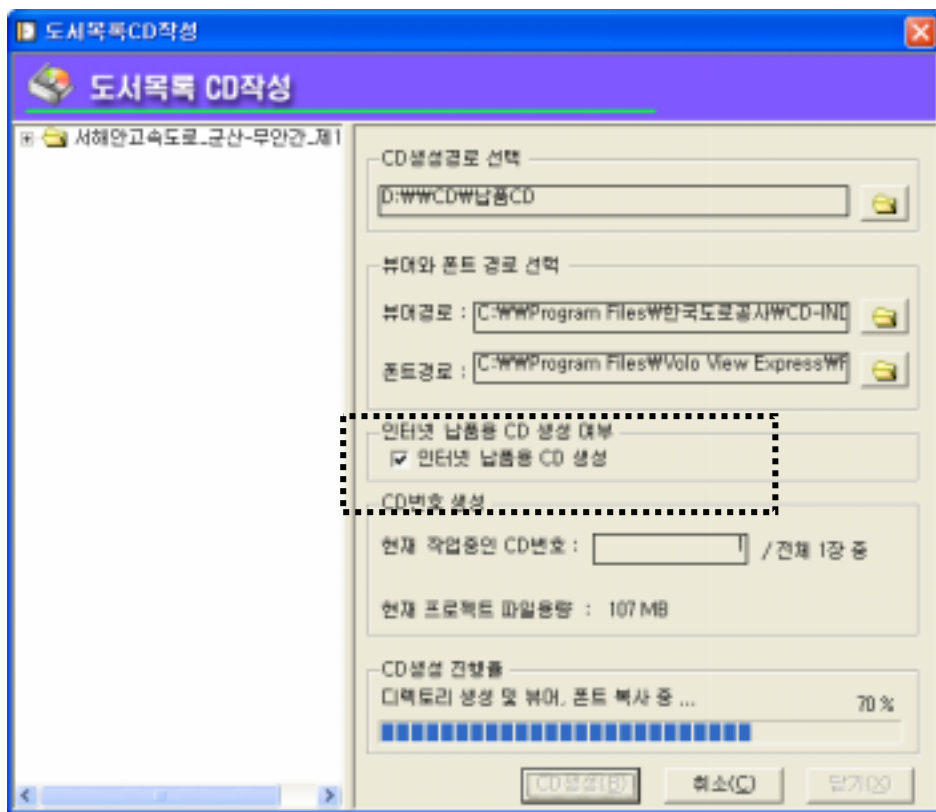 도서목록CD작성
도서목록 CD작성
서해안고속도로_군산-무안간_제1
CD생성경로 선택
D:₩₩CD₩납품CD
뷰어와 폰트 경로 선택
뷰어경로 : C:₩₩Program Files₩한국도로공사₩CD-IND
폰트경로 : C:₩₩Program Files₩Volo View Express₩F
인터넷 납품용 CD 생성 여부
인터넷 납품용 CD 생성
CD번호 생성
현재 작업중인 CD번호 : 1 / 전체 1장 중
현재 프로젝트 파일용량 : 107 MB
CD생성 진행율
디렉토리 생성 및 뷰어, 폰트 복사 중 ... 70 %
CD생성(B) 취소(C) 닫기(X)